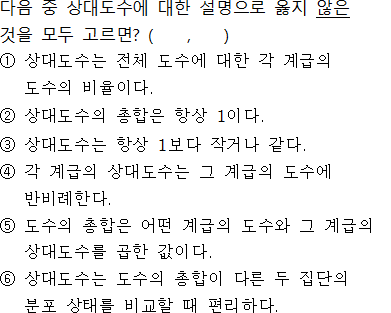 다음 중 상대도수에 대한 설명으로 옳지 않은
것을 모두 고르면? (    ,    )
① 상대도수는 전체 도수에 대한 각 계급의
도수의 비율이다.
② 상대도수의 총합은 항상 1이다.
③ 상대도수는 항상 1보다 작거나 같다.
④ 각 계급의 상대도수는 그 계급의 도수에
반비례한다.
⑤ 도수의 총합은 어떤 계급의 도수와 그 계급의
상대도수를 곱한 값이다.
⑥ 상대도수는 도수의 총합이 다른 두 집단의
분포 상태를 비교할 때 편리하다.